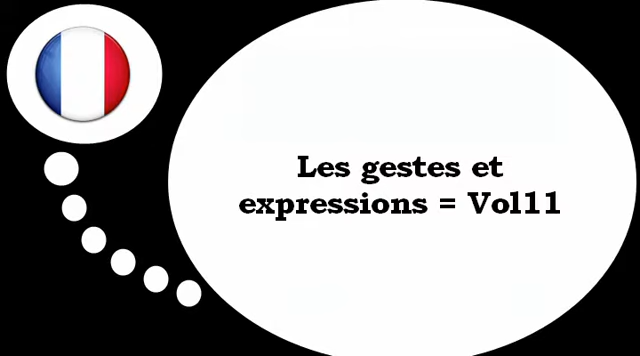 Les gestes et
expressions = Vol11